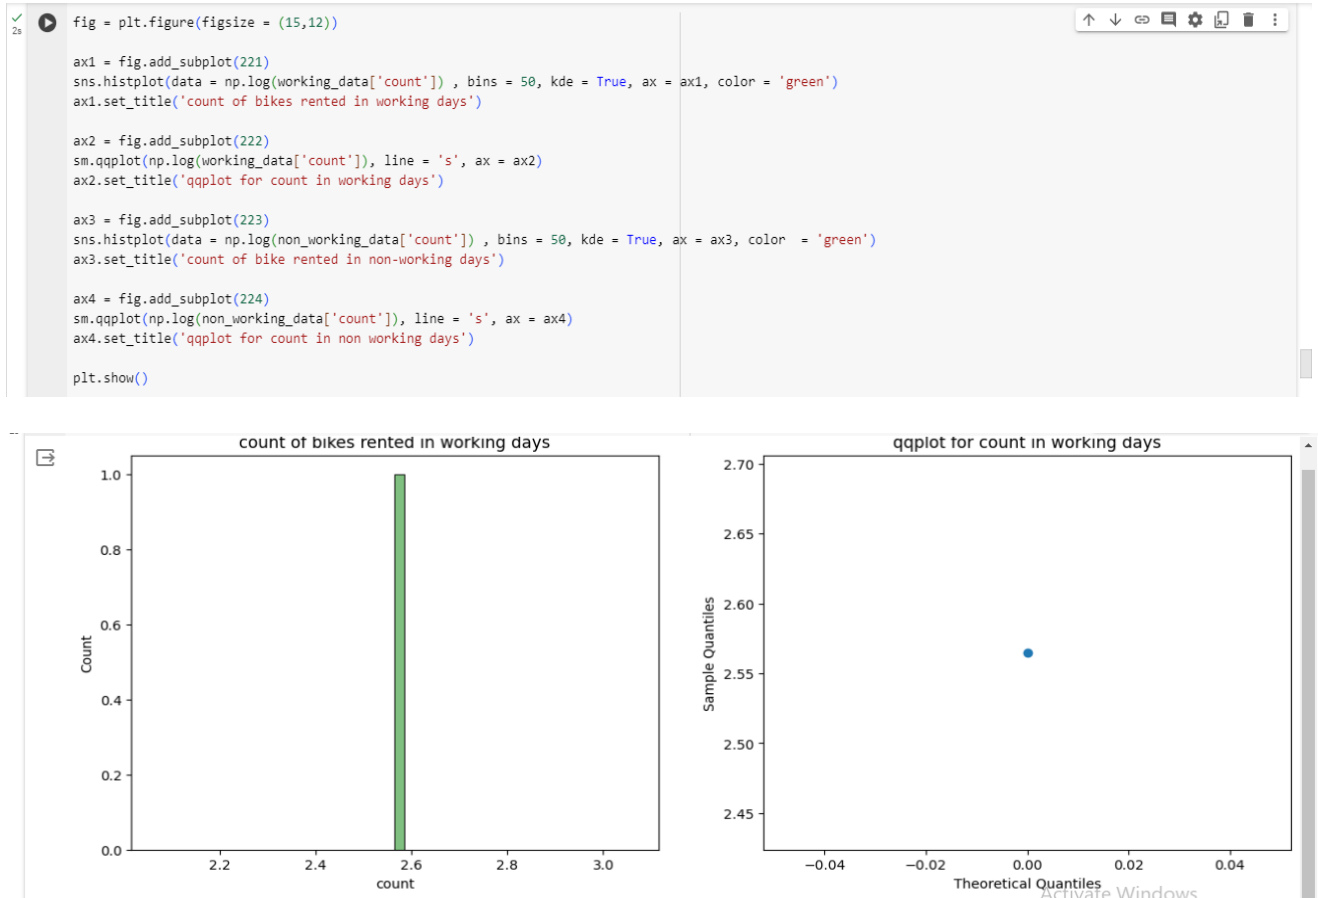 2s
fig = plt.figure(figsize = (15,12))
ax1 = fig.add_subplot(221)
sns.histplot(data = np.log(working_data['count']) , bins = 50, kde = True, ax = ax1, color = 'green')
ax1.set_title('count of bikes rented in working days')
ax2 = fig.add_subplot(222)
sm.qqplot(np.log(working_data['count']), line = 's', ax = ax2)
ax2.set_title('qqplot for count in working days')
ax3 = fig.add_subplot(223)
sns.histplot(data = np.log(non_working_data['count']) , bins = 50, kde = True, ax = ax3, color  = 'green')
ax3.set_title('count of bike rented in non-working days')
ax4 = fig.add_subplot(224)
sm.qqplot(np.log(non_working_data['count']), line = 's', ax = ax4)
ax4.set_title('qqplot for count in non working days')
plt.show()
count of bikes rented in working days
1.0
0.8
0.6
0.4
0.2
0.0
Count
2.2 2.4 2.6 2.8 3.0
count
qqplot for count in working days
2.70
2.65
2.60
2.55
2.50
2.45
Sample Quantiles
−0.04 −0.02 0.00 0.02 0.04
Theoretical Quantiles
Activate Windows